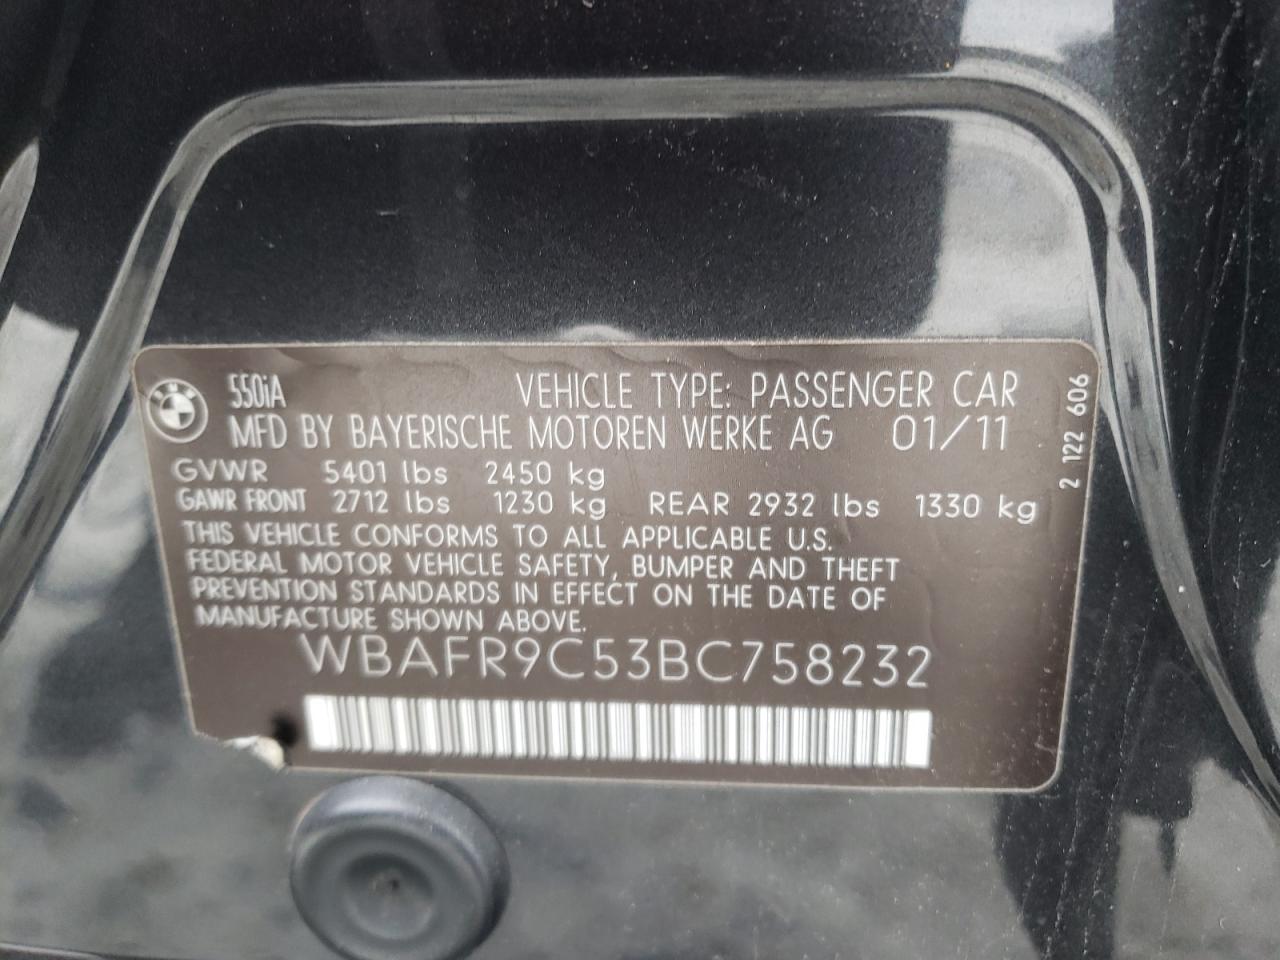 550iA VEHICLE TYPE: PASSENGER CAR
MFD BY BAYERISCHE MOTOREN WERKE AG 01/11
GVWR 5401 lbs 2450 kg
GAWR FRONT 2712 lbs 1230 kg REAR 2932 lbs 1330 kg
THIS VEHICLE CONFORMS TO ALL APPLICABLE U.S.
FEDERAL MOTOR VEHICLE SAFETY, BUMPER AND THEFT
PREVENTION STANDARDS IN EFFECT ON THE DATE OF
MANUFACTURE SHOWN ABOVE.
WBAFR9C53BC758232
2 122 606